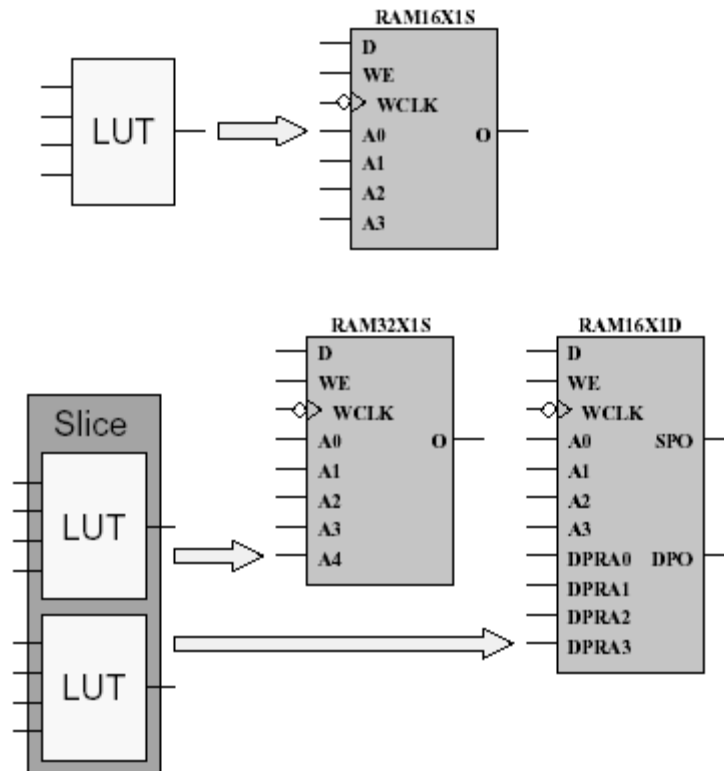 RAM16X1S
D
WE
WCLK
LUT
A0 O
A1
A2
A3
RAM32X1S
D
WE
WCLK
A0 O
A1
A2
A3
A4
RAM16X1D
D
WE
WCLK
A0 SPO
A1
A2
A3
DPRA0 DPO
DPRA1
DPRA2
DPRA3
Slice
LUT
LUT